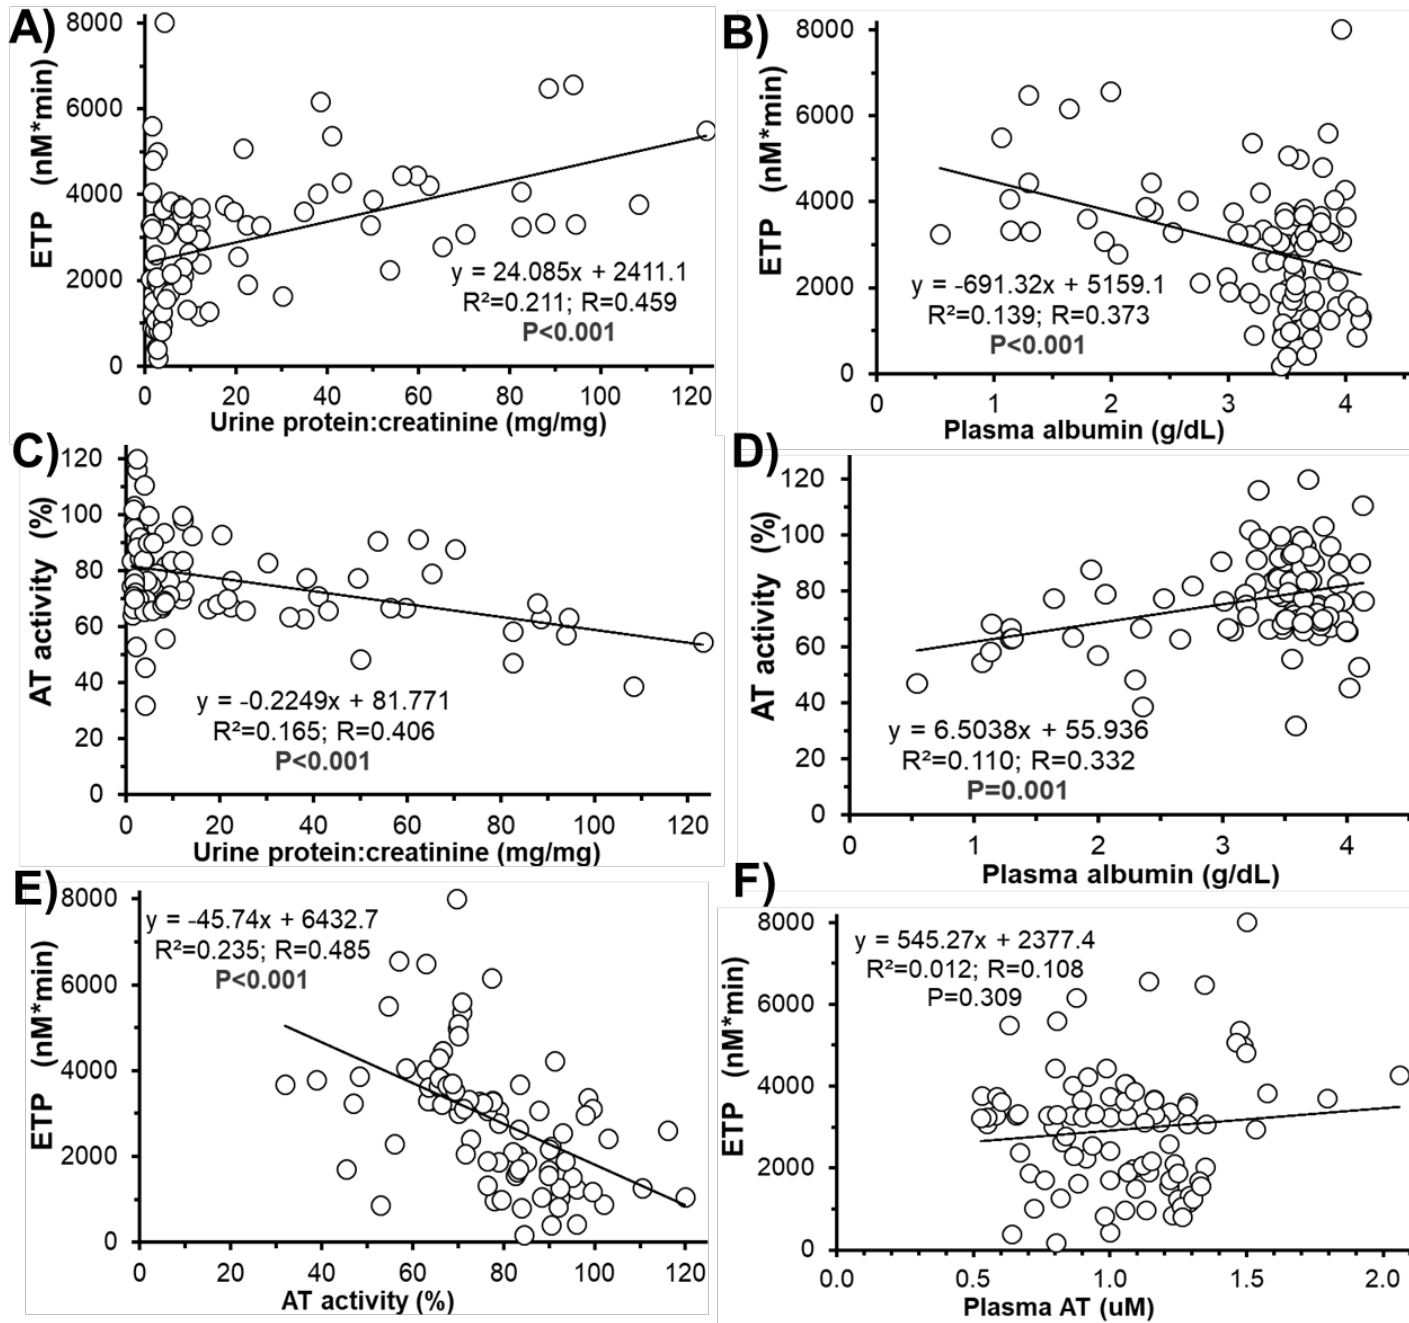 A)
ETP (nM*min)
8000
6000
4000
2000
0
y = 24.085x + 2411.1
R²=0.211; R=0.459
P<0.001
0 20 40 60 80 100 120
Urine protein:creatinine (mg/mg)
B)
ETP (nM*min)
8000
6000
4000
2000
0
y = -691.32x + 5159.1
R²=0.139; R=0.373
P<0.001
0 1 2 3 4
Plasma albumin (g/dL)
C)
AT activity (%)
120
100
80
60
40
20
0
y = -0.2249x + 81.771
R²=0.165; R=0.406
P<0.001
0 20 40 60 80 100 120
Urine protein:creatinine (mg/mg)
D)
AT activity (%)
120
100
80
60
40
20
0
y = 6.5038x + 55.936
R²=0.110; R=0.332
P=0.001
0 1 2 3 4
Plasma albumin (g/dL)
E)
ETP (nM*min)
8000
6000
4000
2000
0
y = -45.74x + 6432.7
R²=0.235; R=0.485
P<0.001
0 20 40 60 80 100 120
AT activity (%)
F)
ETP (nM*min)
8000
6000
4000
2000
0
y = 545.27x + 2377.4
R²=0.012; R=0.108
P=0.309
0.0 0.5 1.0 1.5 2.0
Plasma AT (uM)